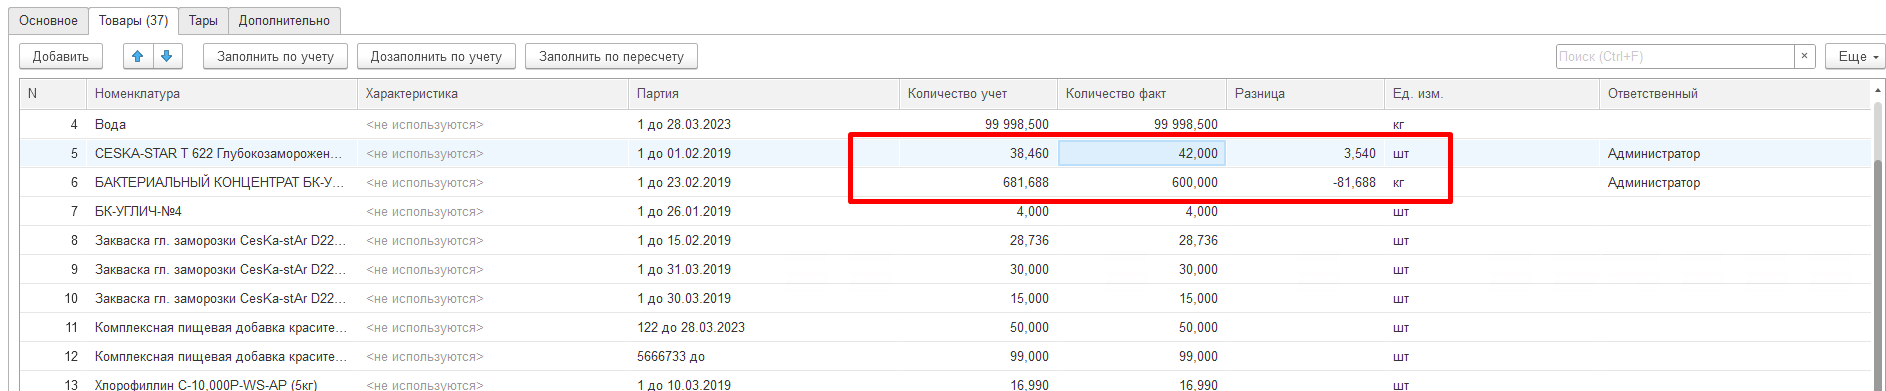 Основное Товары (37) Тары Дополнительно
Добавить Заполнить по учету Дозаполнить по учету Заполнить по пересчету Поиск (Ctrl+F) × Еще
N Номенклатура Характеристика Партия Количество учет Количество факт Разница Ед. изм. Ответственный
4 Вода <не используются> 1 до 28.03.2023 99 998,500 99 998,500 кг
5 CESKA-STAR T 622 Глубокозаморожен... <не используются> 1 до 01.02.2019 38,460 42,000 3,540 шт Администратор
6 БАКТЕРИАЛЬНЫЙ КОНЦЕНТРАТ БК-У... <не используются> 1 до 23.02.2019 681,688 600,000 -81,688 кг Администратор
7 БК-УГЛИЧ-№4 <не используются> 1 до 26.01.2019 4,000 4,000 шт
8 Закваска гл. заморозки CesKa-stAr D22... <не используются> 1 до 15.02.2019 28,736 28,736 шт
9 Закваска гл. заморозки CesKa-stAr D22... <не используются> 1 до 31.03.2019 30,000 30,000 шт
10 Закваска гл. заморозки CesKa-stAr D22... <не используются> 1 до 30.03.2019 15,000 15,000 шт
11 Комплексная пищевая добавка красите... <не используются> 122 до 28.03.2023 50,000 50,000 шт
12 Комплексная пищевая добавка красите... <не используются> 5666733 до 99,000 99,000 шт
13 Хлорофиллин С-10,000P-WS-AP (5кг) <не используются> 1 до 10.03.2019 16,990 16,990 шт